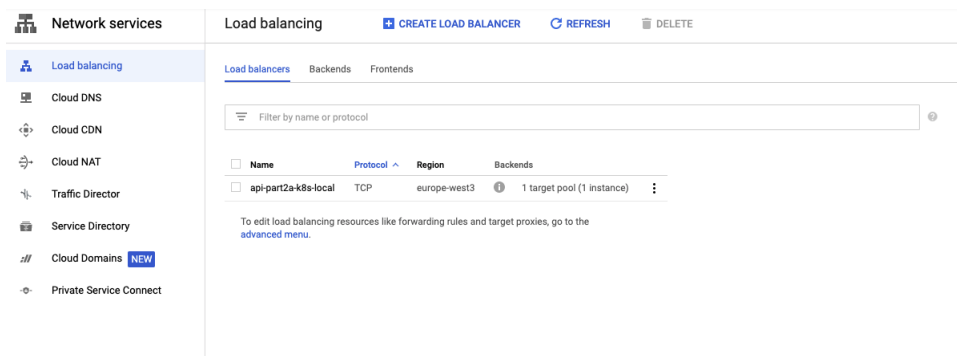 Network services
Load balancing
CREATE LOAD BALANCER
REFRESH
DELETE
Load balancing
Cloud DNS
Cloud CDN
Cloud NAT
Traffic Director
Service Directory
Cloud Domains NEW
Private Service Connect
Load balancers Backends Frontends
Filter by name or protocol
Name Protocol Region Backends
api-part2a-k8s-local TCP europe-west3 1 target pool (1 instance)
To edit load balancing resources like forwarding rules and target proxies, go to the
advanced menu.